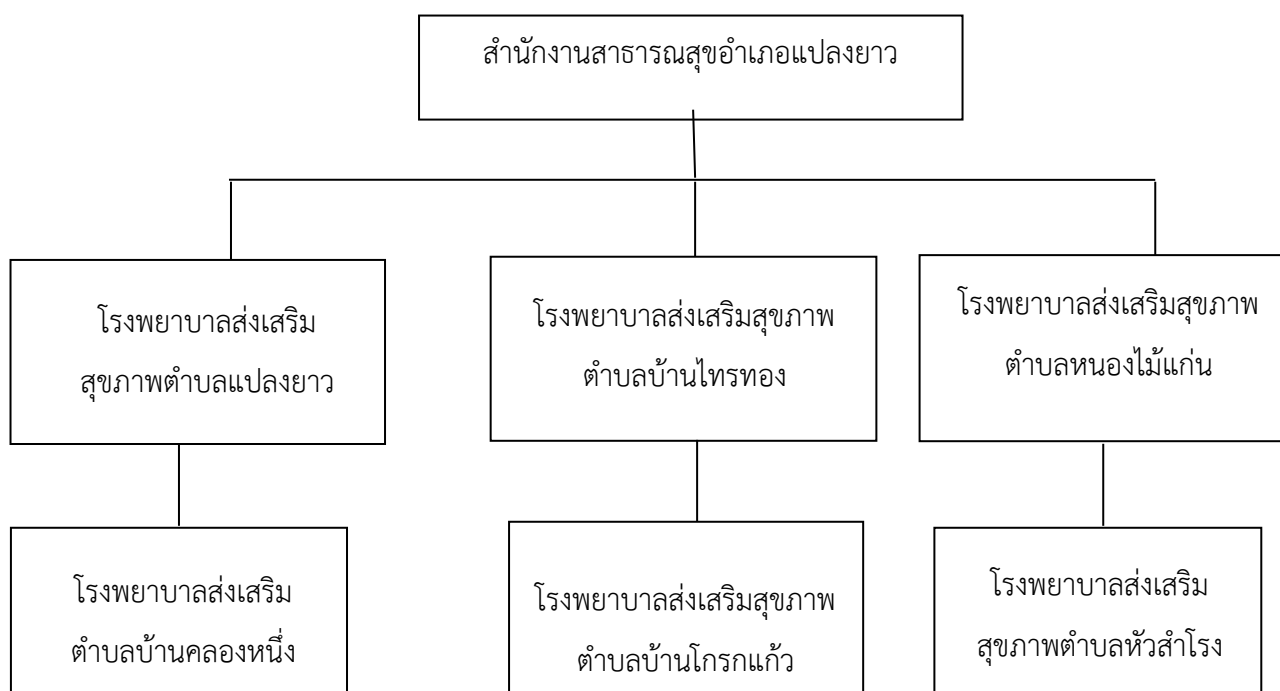 สำนักงานสาธารณสุขอำเภอแปลงยาว
โรงพยาบาลส่งเสริม
สุขภาพตำบลแปลงยาว
โรงพยาบาลส่งเสริมสุขภาพ
ตำบลบ้านไทรทอง
โรงพยาบาลส่งเสริมสุขภาพ
ตำบลหนองไม้แก่น
โรงพยาบาลส่งเสริม
ตำบลบ้านคลองหนึ่ง
โรงพยาบาลส่งเสริมสุขภาพ
ตำบลบ้านโกรกแก้ว
โรงพยาบาลส่งเสริม
สุขภาพตำบลหัวสำโรง